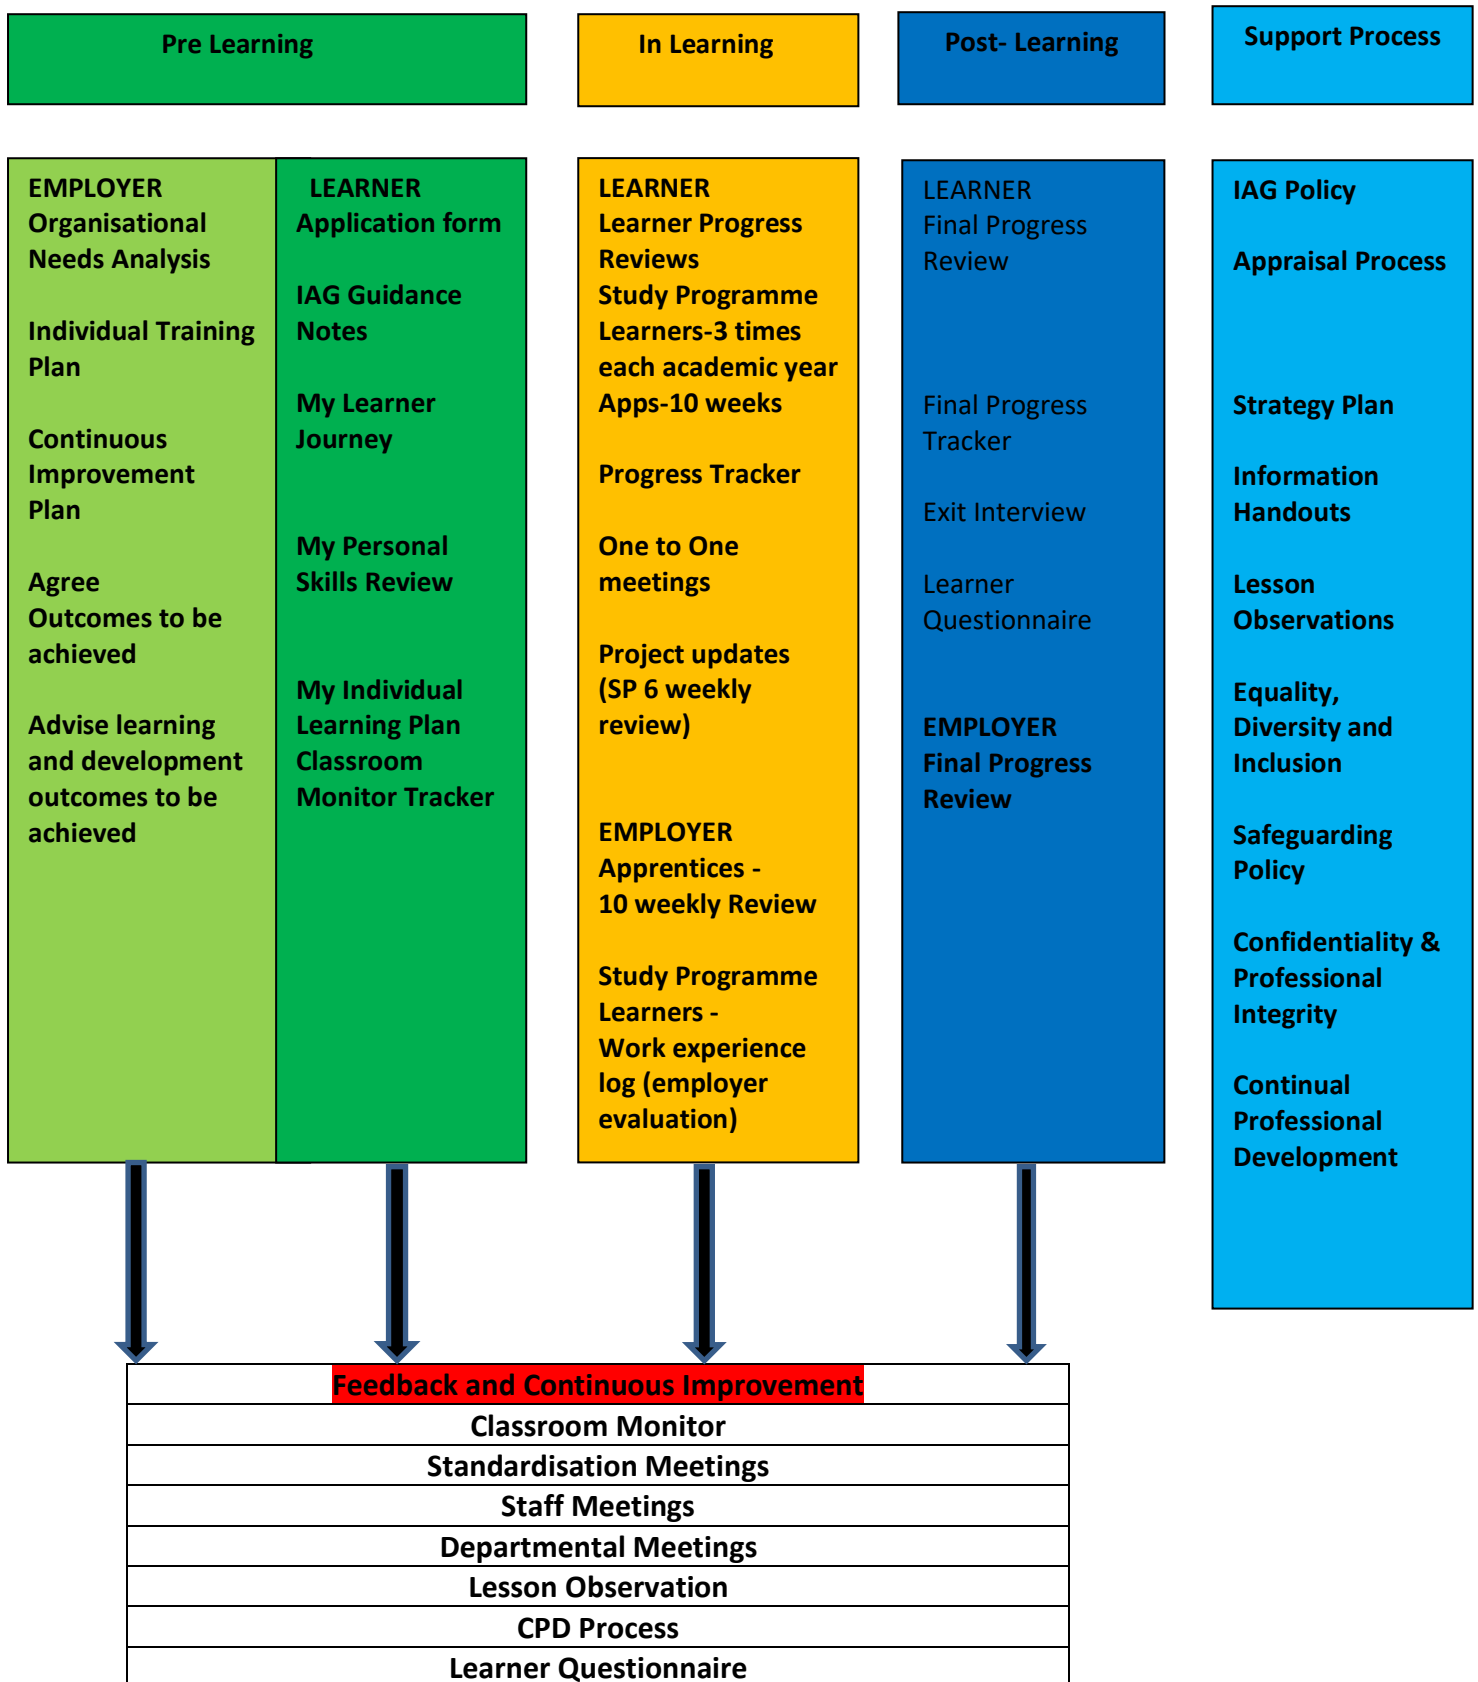 Pre Learning
In Learning
Post- Learning
Support Process
EMPLOYER
Organisational
Needs Analysis
Individual Training
Plan
Continuous
Improvement
Plan
Agree
Outcomes to be
achieved
Advise learning
and development
outcomes to be
achieved
LEARNER
Application form
IAG Guidance
Notes
My Learner
Journey
My Personal
Skills Review
My Individual
Learning Plan
Classroom
Monitor Tracker
LEARNER
Learner Progress
Reviews
Study Programme
Learners-3 times
each academic year
Apps-10 weeks
Progress Tracker
One to One
meetings
Project updates
(SP 6 weekly
review)
EMPLOYER
Apprentices -
10 weekly Review
Study Programme
Learners -
Work experience
log (employer
evaluation)
LEARNER
Final Progress
Review
Final Progress
Tracker
Exit Interview
Learner
Questionnaire
EMPLOYER
Final Progress
Review
IAG Policy
Appraisal Process
Strategy Plan
Information
Handouts
Lesson
Observations
Equality,
Diversity and
Inclusion
Safeguarding
Policy
Confidentiality &
Professional
Integrity
Continual
Professional
Development
Feedback and Continuous Improvement
Classroom Monitor
Standardisation Meetings
Staff Meetings
Departmental Meetings
Lesson Observation
CPD Process
Learner Questionnaire